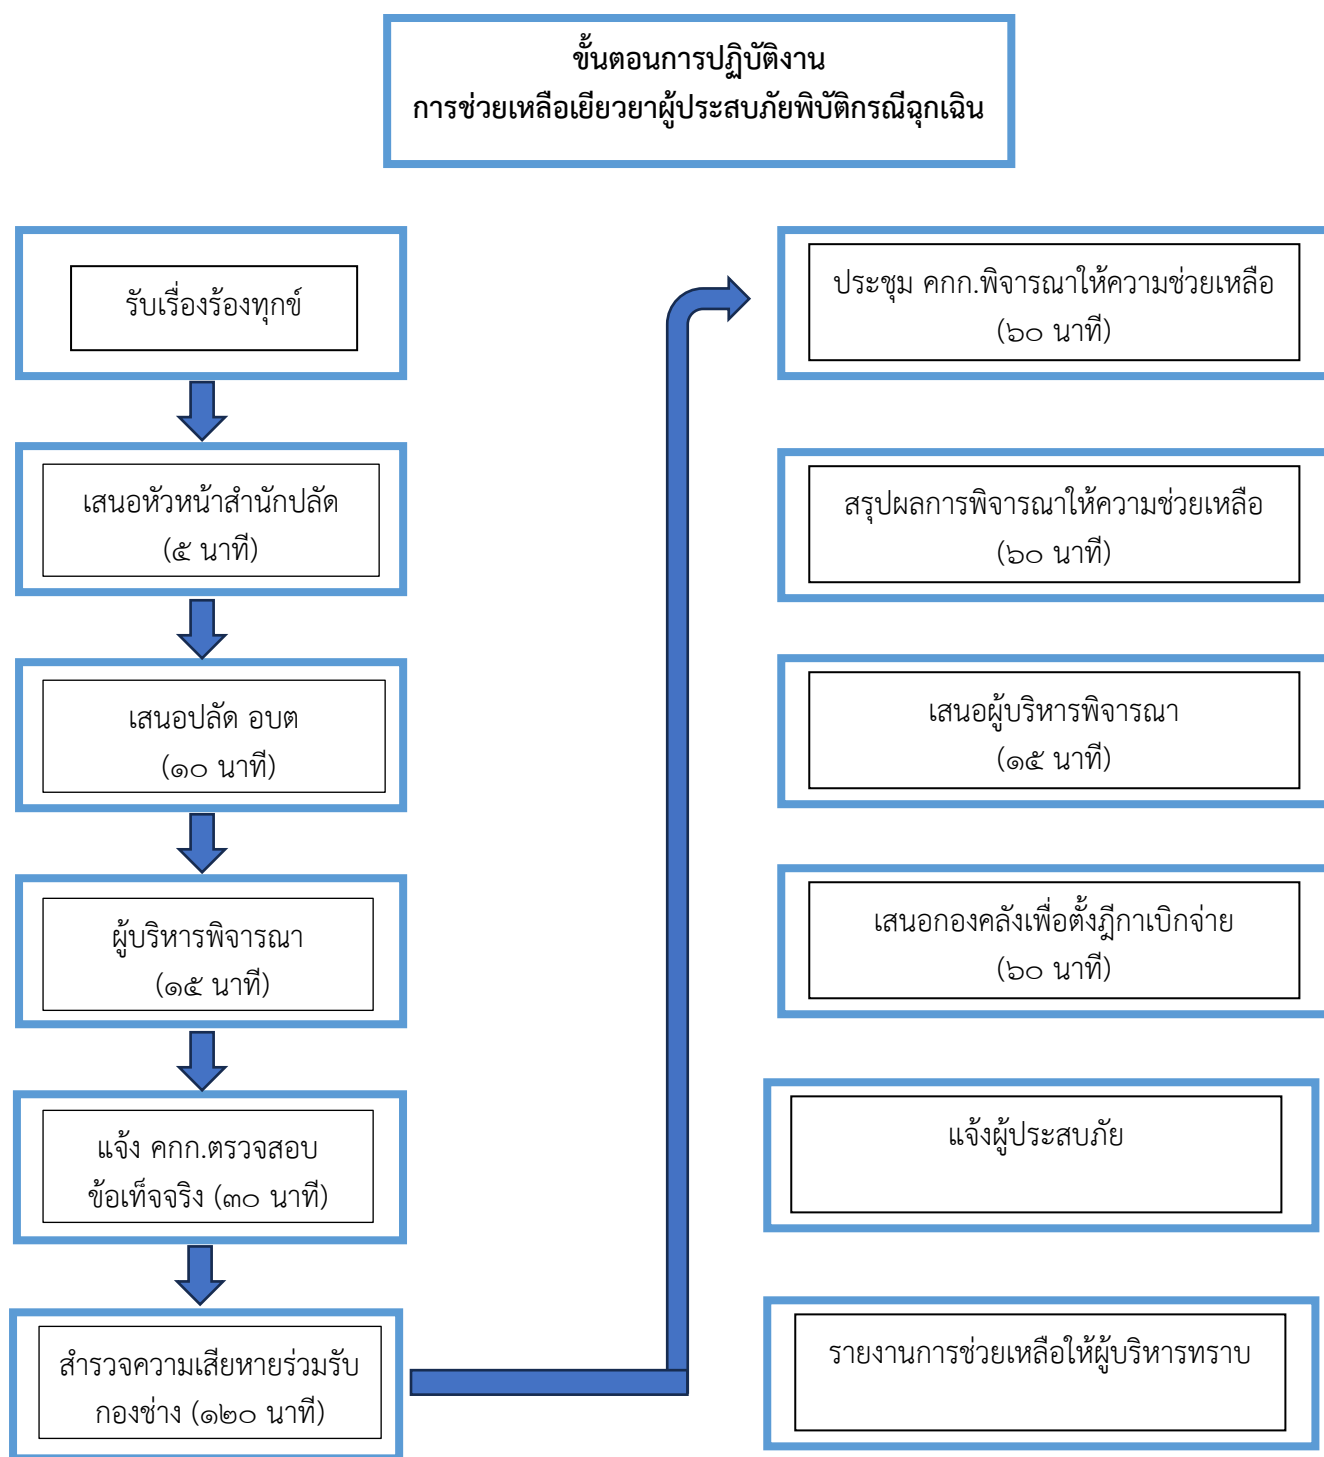 ขั้นตอนการปฏิบัติงาน
การช่วยเหลือเยียวยาผู้ประสบภัยพิบัติกรณีฉุกเฉิน
รับเรื่องร้องทุกข์
เสนอหัวหน้าสำนักปลัด
(๕ นาที)
เสนอปลัด อบต
(๑๐ นาที)
ผู้บริหารพิจารณา
(๑๕ นาที)
แจ้ง คกก.ตรวจสอบ
ข้อเท็จจริง (๓๐ นาที)
สำรวจความเสียหายร่วมรับ
กองช่าง (๑๒๐ นาที)
ประชุม คกก.พิจารณาให้ความช่วยเหลือ
(๖๐ นาที)
สรุปผลการพิจารณาให้ความช่วยเหลือ
(๖๐ นาที)
เสนอผู้บริหารพิจารณา
(๑๕ นาที)
เสนอกองคลังเพื่อตั้งฎีกาเบิกจ่าย
(๖๐ นาที)
แจ้งผู้ประสบภัย
รายงานการช่วยเหลือให้ผู้บริหารทราบ